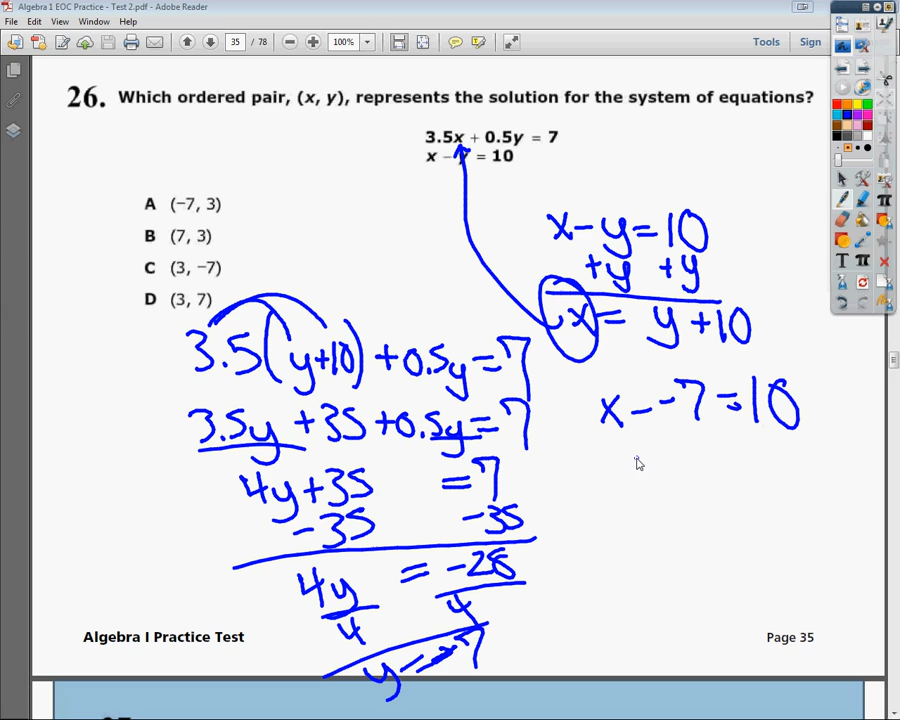 Algebra 1 EOC Practice - Test 2.pdf - Adobe Reader
File Edit View Window Help
35 / 78 100% Tools Sign
26. Which ordered pair, (x, y), represents the solution for the system of equations?
3.5x + 0.5y = 7
x − y = 10
A (−7, 3)
B (7, 3)
C (3, −7)
D (3, 7)
x-y=10
+y +y
x= y+10
3.5(y+10)+0.5y=7
3.5y+35+0.5y=7
4y+35 =7
-35 -35
4y = -28
4 4
y=-7
x--7=10
Algebra I Practice Test Page 35